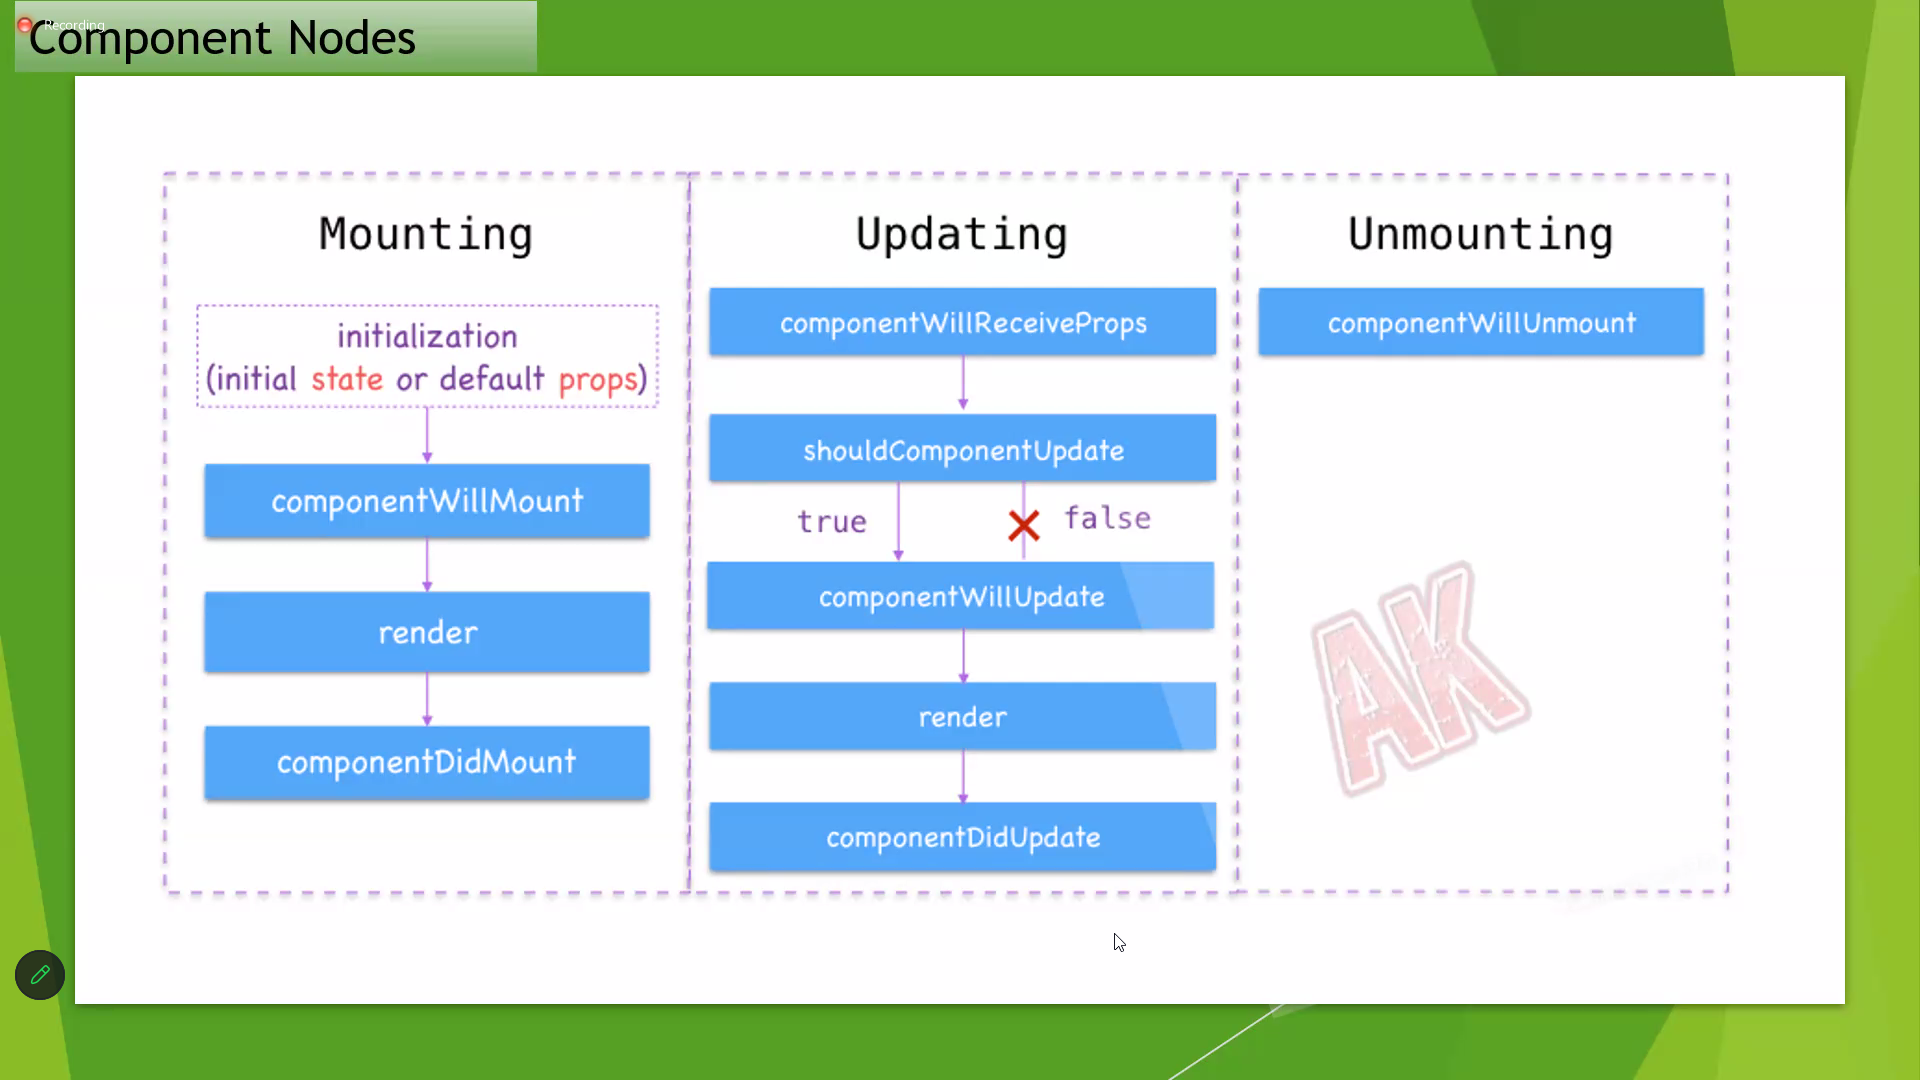 Recording
Component Nodes
Mounting
initialization
(initial state or default props)
componentWillMount
render
componentDidMount
Updating
componentWillReceiveProps
shouldComponentUpdate
true
false
componentWillUpdate
render
componentDidUpdate
Unmounting
componentWillUnmount
AK